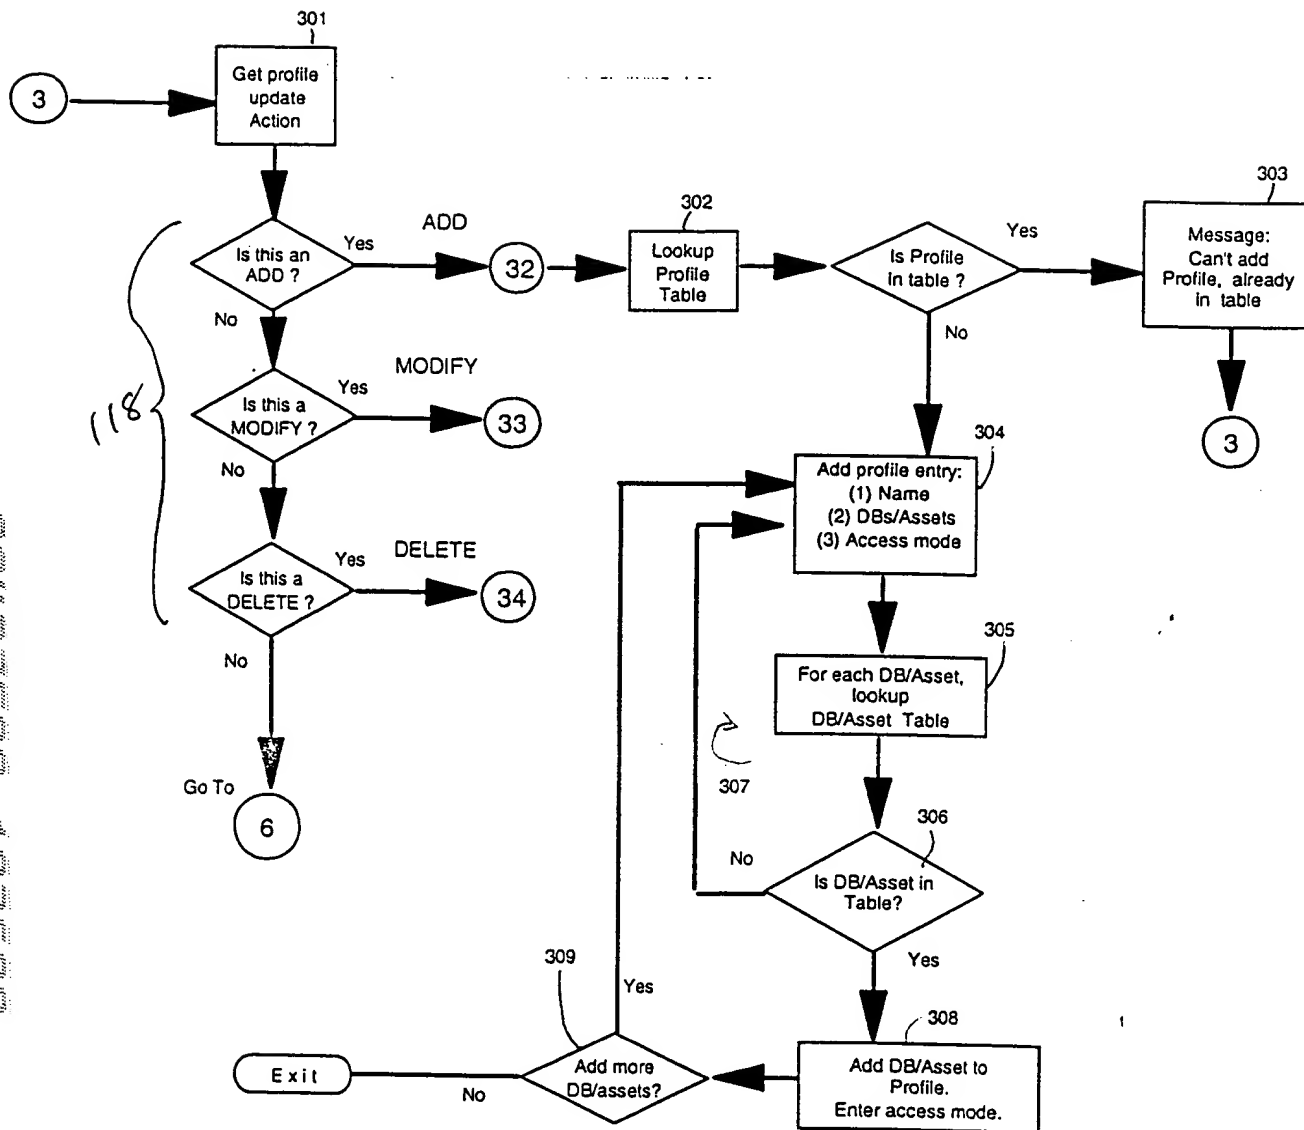 301
Get profile
update
Action
3
118
Is this an
ADD ?
Yes
ADD
No
32
302
Lookup
Profile
Table
Is Profile
in table ?
Yes
No
303
Message:
Can't add
Profile, already
in table
3
Is this a
MODIFY ?
Yes
MODIFY
No
33
Is this a
DELETE ?
Yes
DELETE
No
34
Go To
6
304
Add profile entry:
(1) Name
(2) DBs/Assets
(3) Access mode
305
For each DB/Asset,
lookup
DB/Asset Table
307
306
Is DB/Asset in
Table?
No
Yes
308
Add DB/Asset to
Profile.
Enter access mode.
309
Add more
DB/assets?
Yes
No
Exit